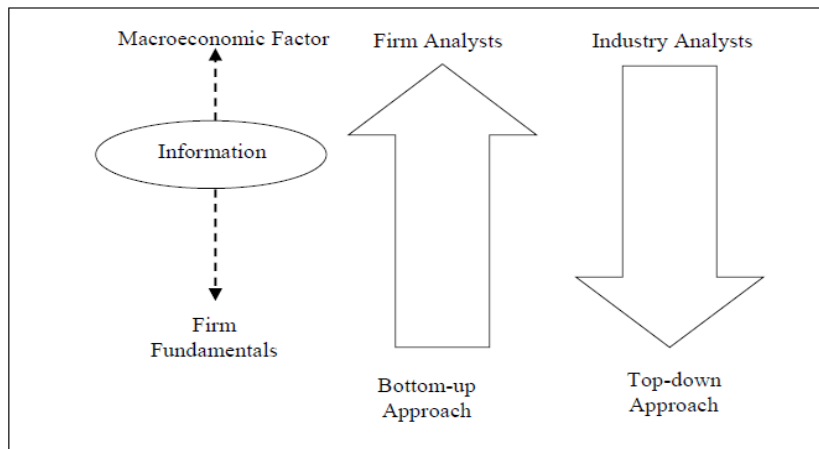 Macroeconomic Factor
Firm Analysts
Industry Analysts
Information
Firm
Fundamentals
Bottom-up
Approach
Top-down
Approach